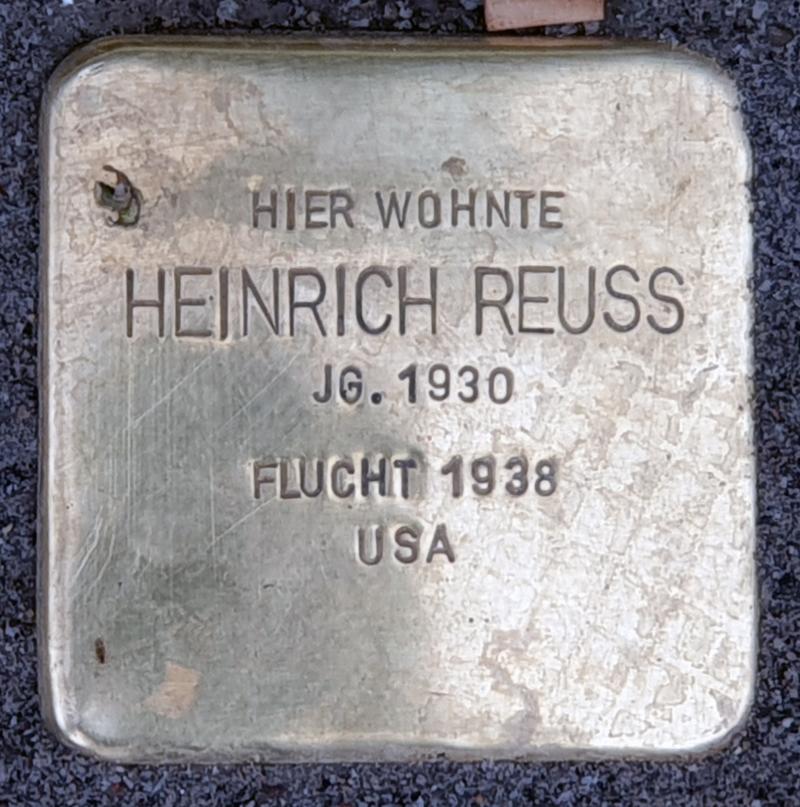 HIER WOHNTE
HEINRICH REUSS
JG. 1930
FLUCHT 1938
USA